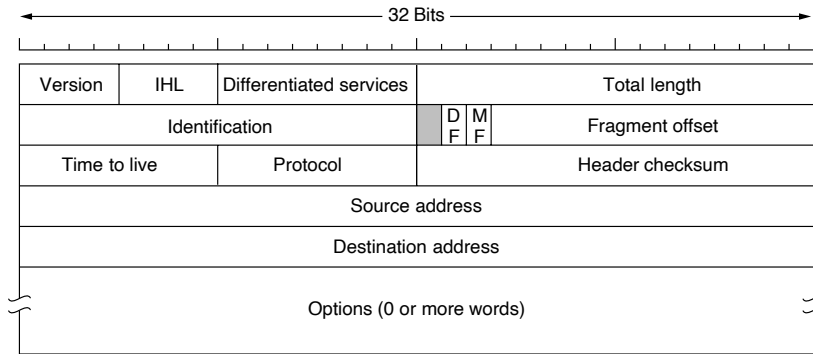 32 Bits
Version IHL Differentiated services Total length
Identification D F M F Fragment offset
Time to live Protocol Header checksum
Source address
Destination address
Options (0 or more words)